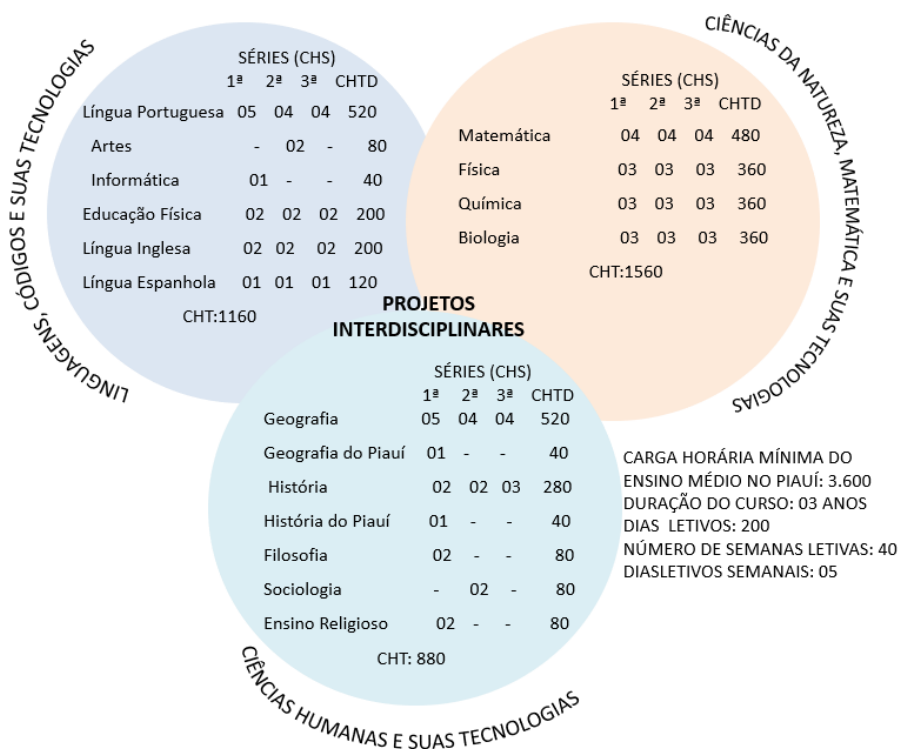 LINGUAGENS, CÓDIGOS E SUAS TECNOLOGIAS
SÉRIES (CHS)
1ª 2ª 3ª CHTD
Língua Portuguesa 05 04 04 520
Artes - 02 - 80
Informática 01 - - 40
Educação Física 02 02 02 200
Língua Inglesa 02 02 02 200
Língua Espanhola 01 01 01 120
CHT:1160
CIÊNCIAS DA NATUREZA, MATEMÁTICA E SUAS TECNOLOGIAS
SÉRIES (CHS)
1ª 2ª 3ª CHTD
Matemática 04 04 04 480
Física 03 03 03 360
Química 03 03 03 360
Biologia 03 03 03 360
CHT:1560
PROJETOS
INTERDISCIPLINARES
SÉRIES (CHS)
1ª 2ª 3ª CHTD
Geografia 05 04 04 520
Geografia do Piauí 01 - - 40
História 02 02 03 280
História do Piauí 01 - - 40
Filosofia 02 - - 80
Sociologia - 02 - 80
Ensino Religioso 02 - - 80
CHT: 880
CIÊNCIAS HUMANAS E SUAS TECNOLOGIAS
CARGA HORÁRIA MÍNIMA DO
ENSINO MÉDIO NO PIAUÍ: 3.600
DURAÇÃO DO CURSO: 03 ANOS
DIAS LETIVOS: 200
NÚMERO DE SEMANAS LETIVAS: 40
DIASLETIVOS SEMANAIS: 05